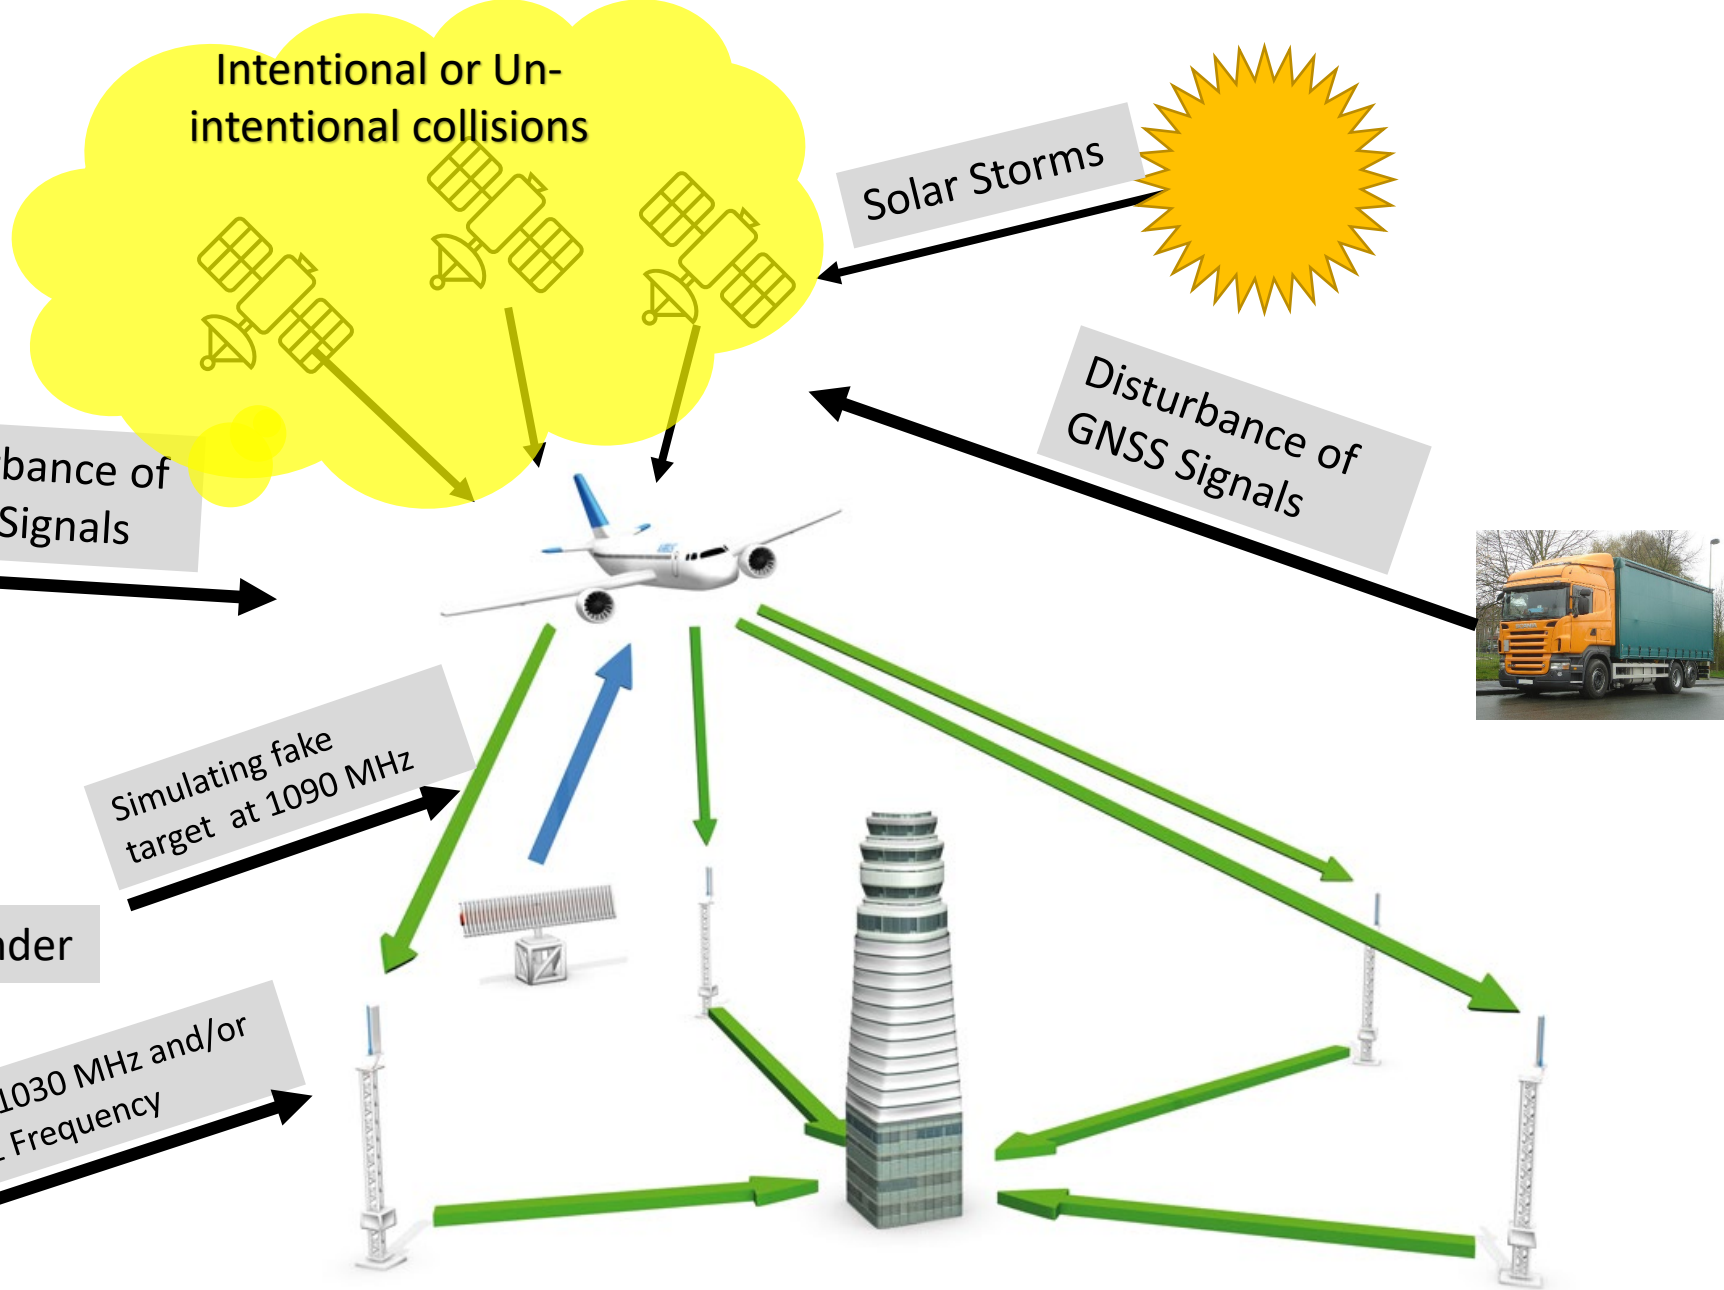 Intentional or Un-
intentional collisions
Solar Storms
Disturbance of
GNSS Signals
bance of
Signals
Simulating fake
target at 1090 MHz
nder
1030 MHz and/or
Frequency